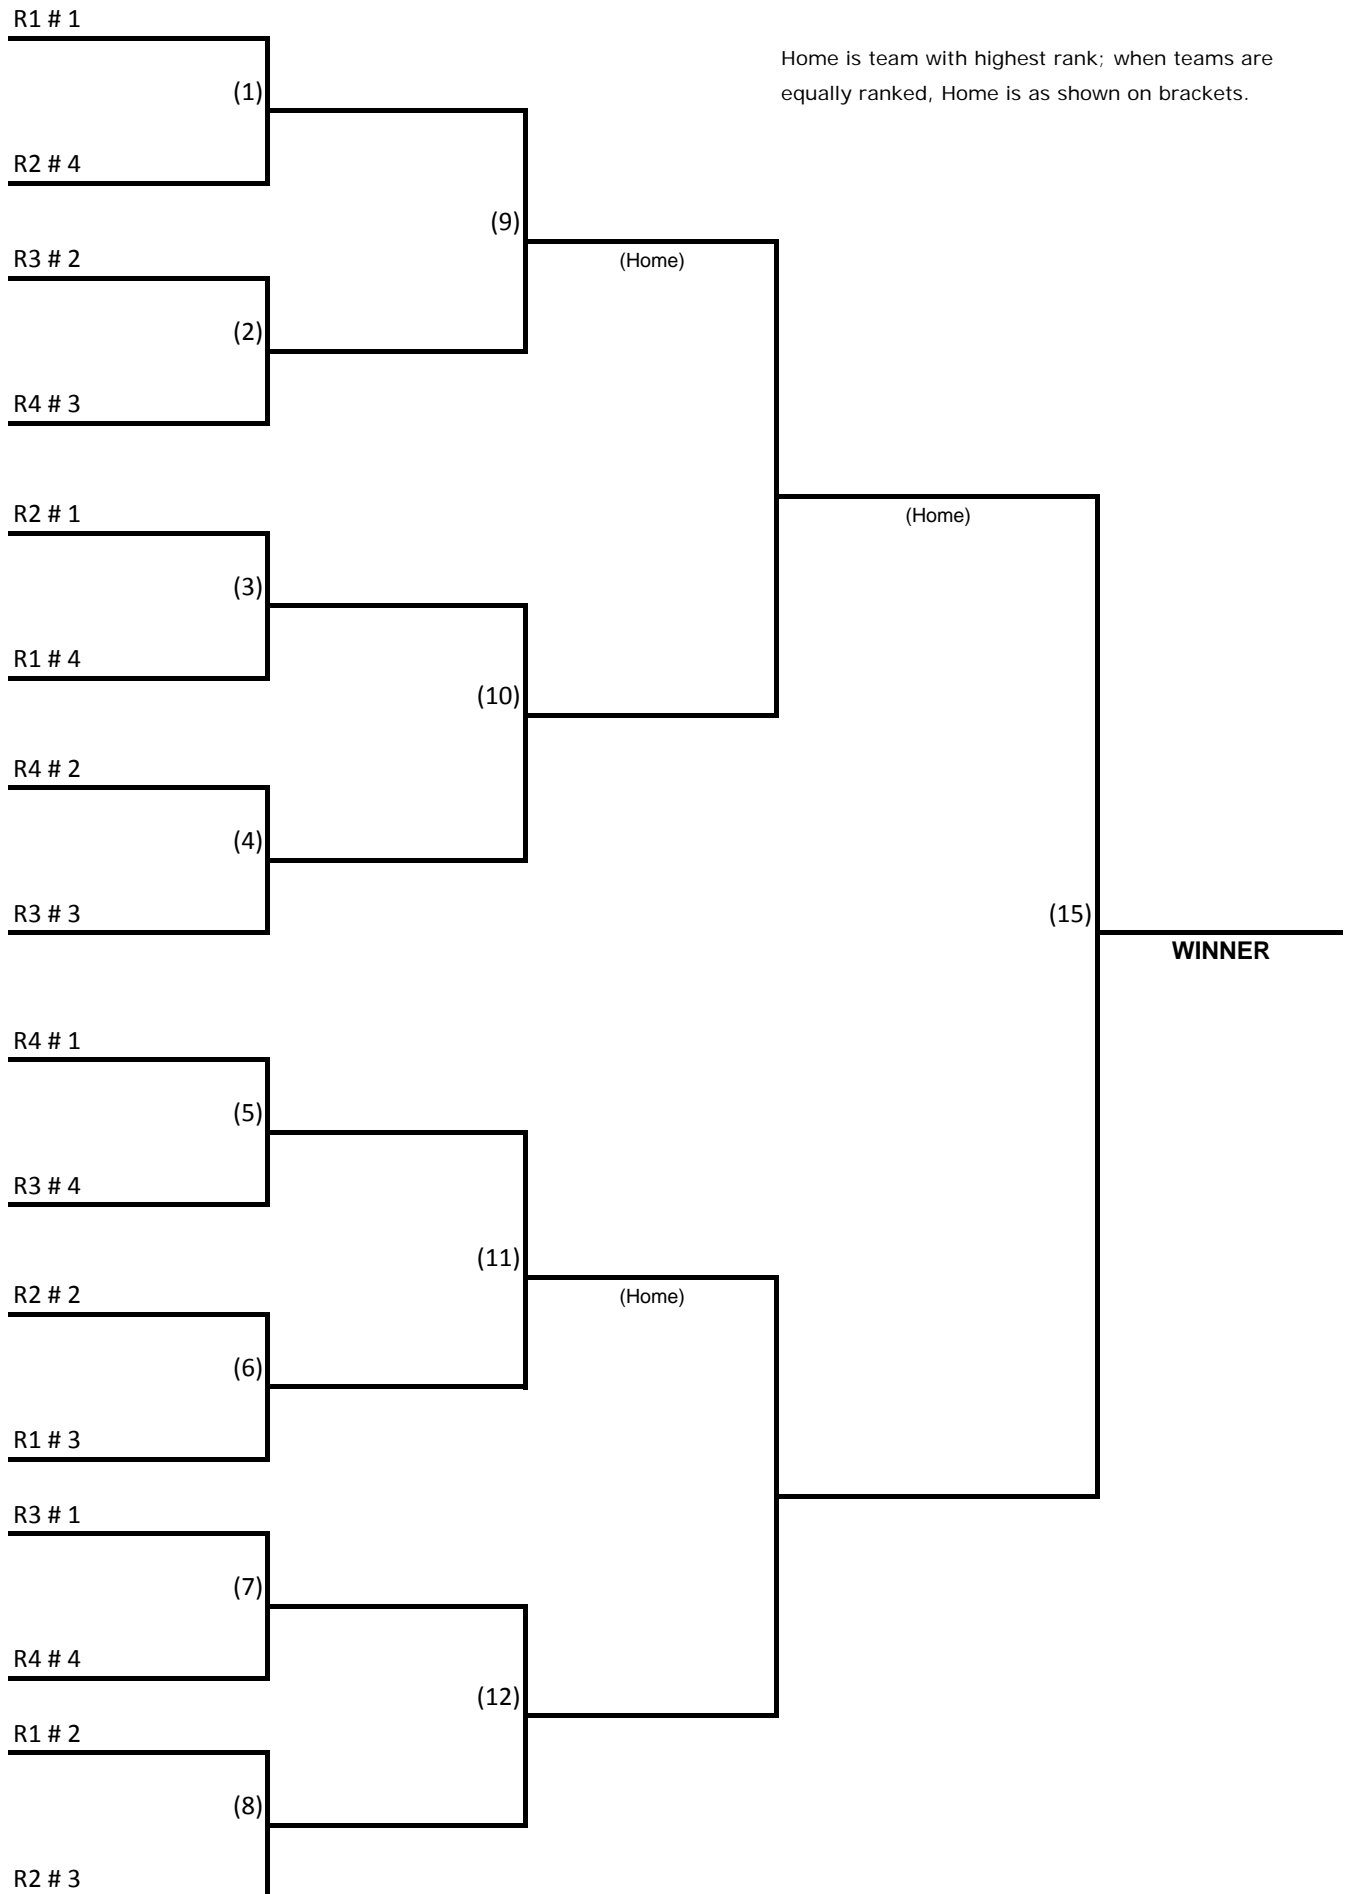 R1 # 1
Home is team with highest rank; when teams are
equally ranked, Home is as shown on brackets.
(1)
R2 # 4
(9)
R3 # 2
(Home)
(2)
R4 # 3
R2 # 1
(Home)
(3)
R1 # 4
(10)
R4 # 2
(4)
R3 # 3
(15)
WINNER
R4 # 1
(5)
R3 # 4
(11)
R2 # 2
(Home)
(6)
R1 # 3
R3 # 1
(7)
R4 # 4
(12)
R1 # 2
(8)
R2 # 3